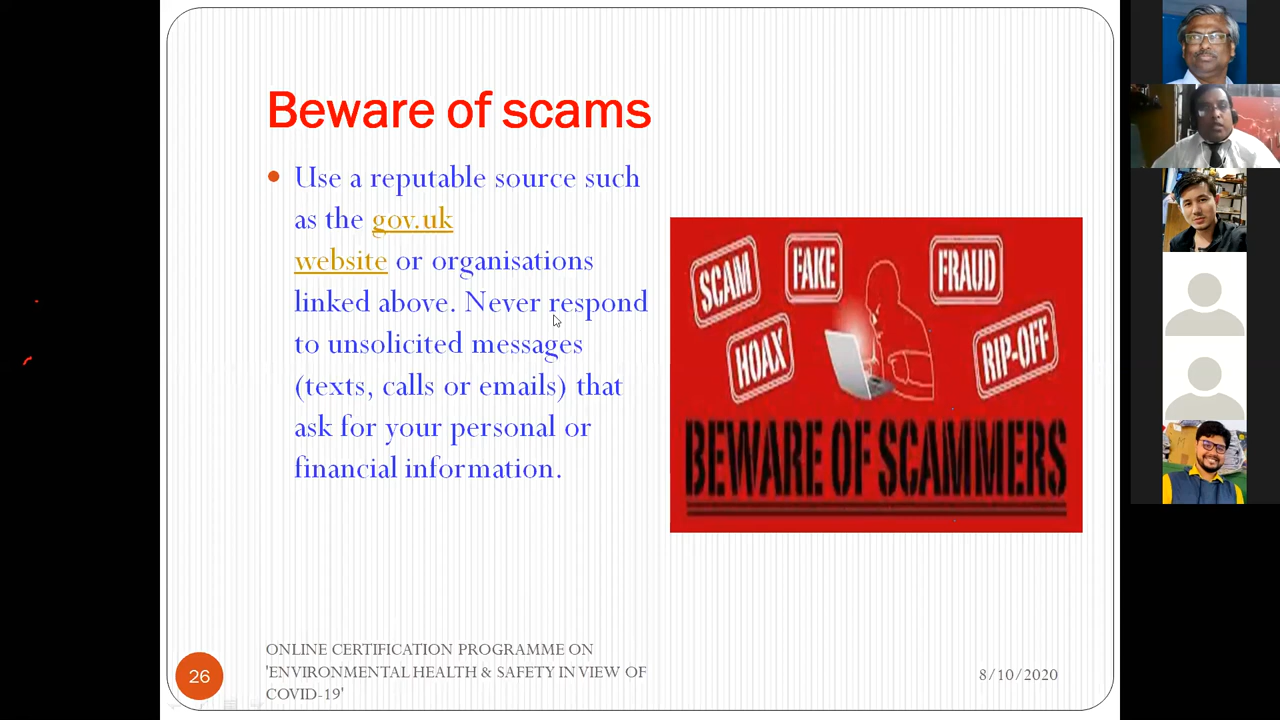 Beware of scams
Use a reputable source such
as the gov.uk
website or organisations
linked above. Never respond
to unsolicited messages
(texts, calls or emails) that
ask for your personal or
financial information.
SCAM
FAKE
FRAUD
HOAX
RIP-OFF
BEWARE OF SCAMMERS
26
ONLINE CERTIFICATION PROGRAMME ON
'ENVIRONMENTAL HEALTH & SAFETY IN VIEW OF
COVID-19'
8/10/2020